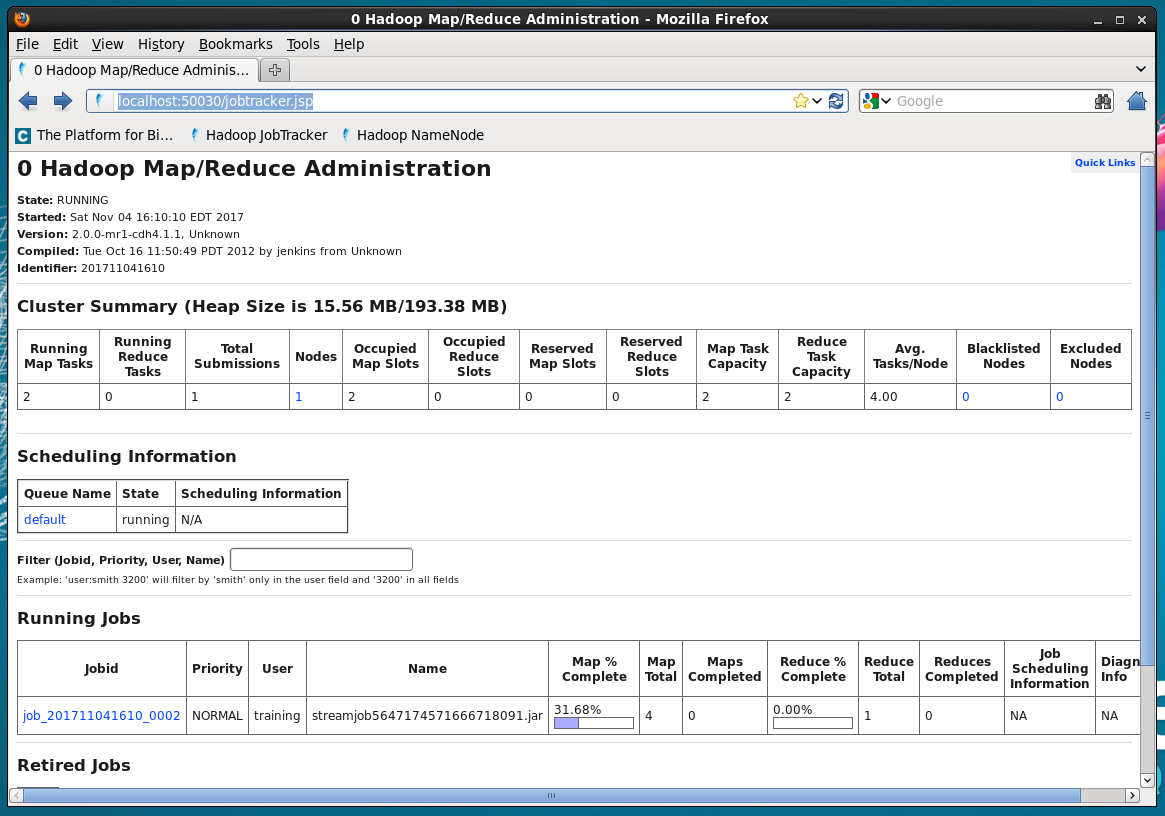 0 Hadoop Map/Reduce Administration - Mozilla Firefox
File Edit View History Bookmarks Tools Help
0 Hadoop Map/Reduce Adminis...
localhost:50030/jobtracker.jsp
Google
The Platform for Bi... Hadoop JobTracker Hadoop NameNode
0 Hadoop Map/Reduce Administration
Quick Links
State: RUNNING
Started: Sat Nov 04 16:10:10 EDT 2017
Version: 2.0.0-mr1-cdh4.1.1, Unknown
Compiled: Tue Oct 16 11:50:49 PDT 2012 by jenkins from Unknown
Identifier: 201711041610
Cluster Summary (Heap Size is 15.56 MB/193.38 MB)
Running Map Tasks Running Reduce Tasks Total Submissions Nodes Occupied Map Slots Occupied Reduce Slots Reserved Map Slots Reserved Reduce Slots Map Task Capacity Reduce Task Capacity Avg. Tasks/Node Blacklisted Nodes Excluded Nodes
2 0 1 1 2 0 0 0 2 2 4.00 0 0
Scheduling Information
Queue Name State Scheduling Information
default running N/A
Filter (Jobid, Priority, User, Name)
Example: 'user:smith 3200' will filter by 'smith' only in the user field and '3200' in all fields
Running Jobs
Jobid Priority User Name Map % Complete Map Total Maps Completed Reduce % Complete Reduce Total Reduces Completed Job Scheduling Information Diagn Info
job_201711041610_0002 NORMAL training streamjob5647174571666718091.jar 31.68% 4 0 0.00% 1 0 NA NA
Retired Jobs